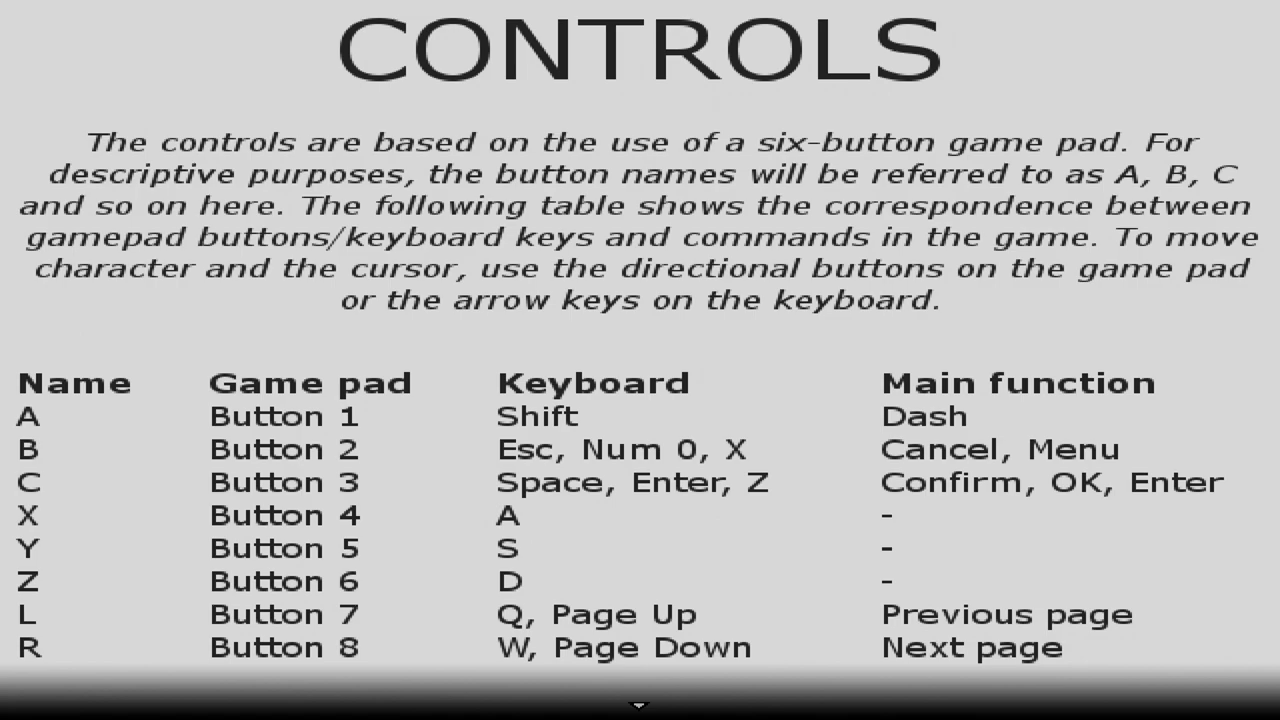 CONTROLS
The controls are based on the use of a six-button game pad. For
descriptive purposes, the button names will be referred to as A, B, C
and so on here. The following table shows the correspondence between
gamepad buttons/keyboard keys and commands in the game. To move
character and the cursor, use the directional buttons on the game pad
or the arrow keys on the keyboard.
Name Game pad Keyboard Main function
A Button 1 Shift Dash
B Button 2 Esc, Num 0, X Cancel, Menu
C Button 3 Space, Enter, Z Confirm, OK, Enter
X Button 4 A -
Y Button 5 S -
Z Button 6 D -
L Button 7 Q, Page Up Previous page
R Button 8 W, Page Down Next page